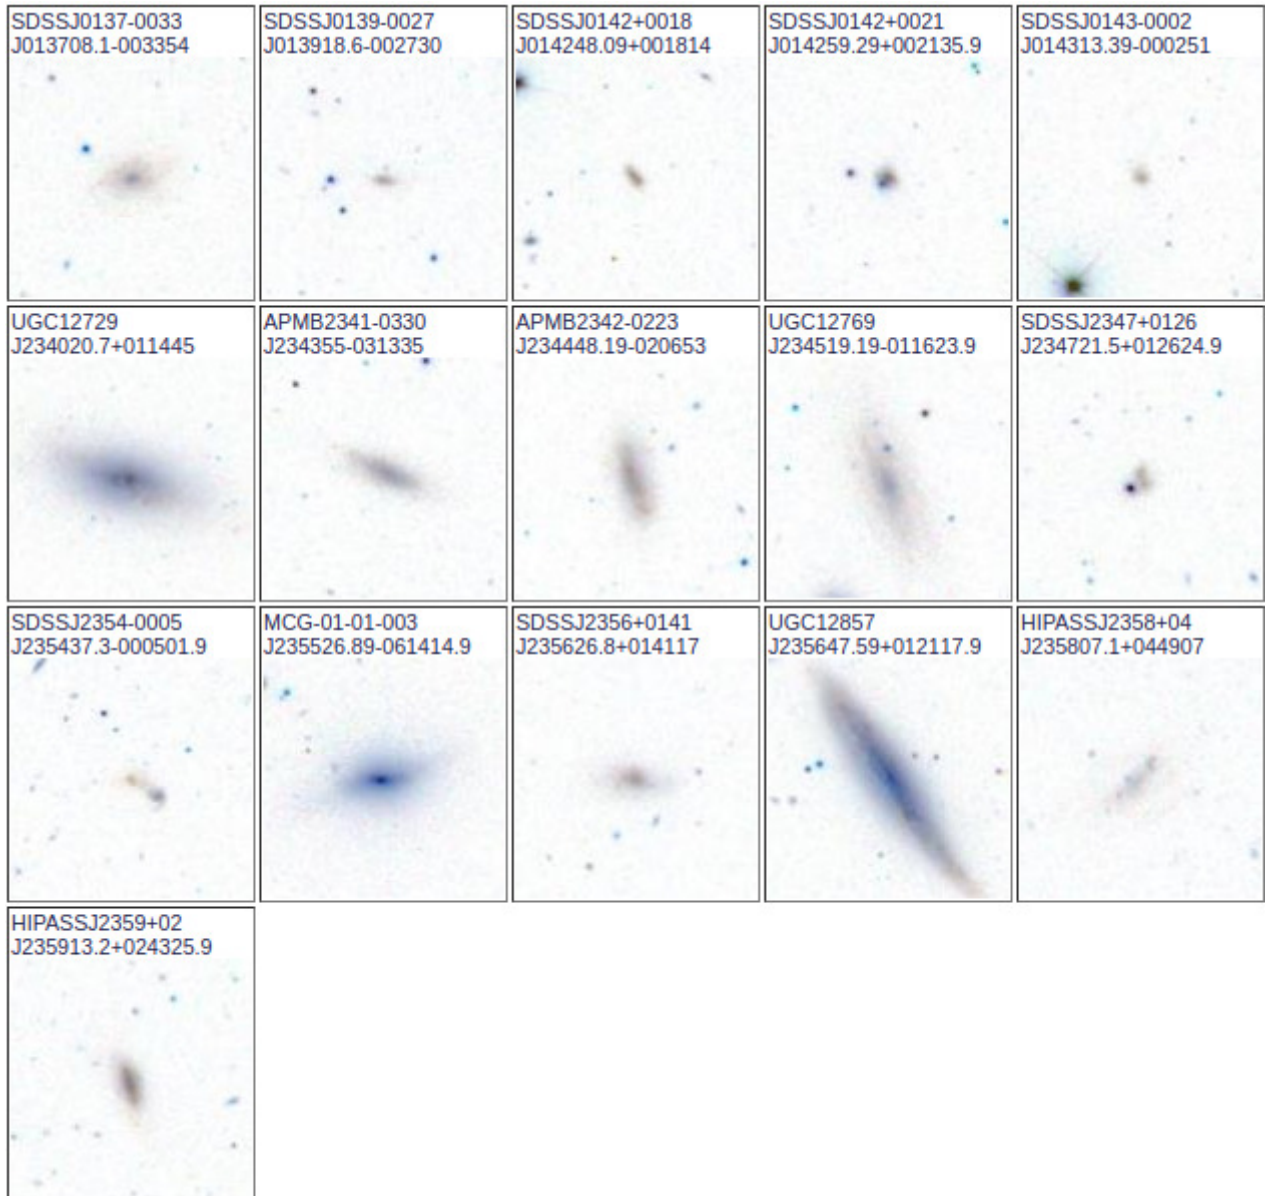 SDSSJ0137-0033
J013708.1-003354
SDSSJ0139-0027
J013918.6-002730
SDSSJ0142+0018
J014248.09+001814
SDSSJ0142+0021
J014259.29+002135.9
SDSSJ0143-0002
J014313.39-000251
UGC12729
J234020.7+011445
APMB2341-0330
J234355-031335
APMB2342-0223
J234448.19-020653
UGC12769
J234519.19-011623.9
SDSSJ2347+0126
J234721.5+012624.9
SDSSJ2354-0005
J235437.3-000501.9
MCG-01-01-003
J235526.89-061414.9
SDSSJ2356+0141
J235626.8+014117
UGC12857
J235647.59+012117.9
HIPASSJ2358+04
J235807.1+044907
HIPASSJ2359+02
J235913.2+024325.9